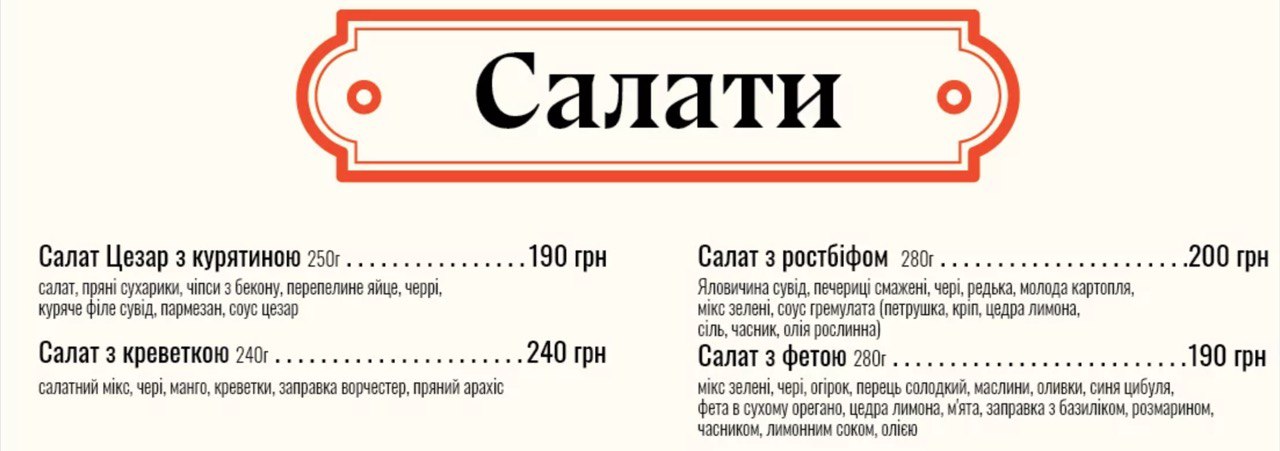 Салати
Салат Цезар з курятиною 250г . . . . . . . . . . . . . . . . 190 грн
салат, пряні сухарики, чіпси з бекону, перепелине яйце, черрі,
куряче філе сувід, пармезан, соус цезар
Салат з креветкою 240г . . . . . . . . . . . . . . . . . . . . . . 240 грн
салатний мікс, чері, манго, креветки, заправка ворчестер, пряний арахіс
Салат з ростбіфом 280г . . . . . . . . . . . . . . . . . . . . . . 200 грн
Яловичина сувід, печериці смажені, чері, редька, молода картопля,
мікс зелені, соус гремулата (петрушка, кріп, цедра лимона,
сіль, часник, олія рослинна)
Салат з фетою 280г . . . . . . . . . . . . . . . . . . . . . . . . . . 190 грн
мікс зелені, чері, огірок, перець солодкий, маслини, оливки, синя цибуля,
фета в сухому орегано, цедра лимона, м'ята, заправка з базиліком, розмарином,
часником, лимонним соком, олією